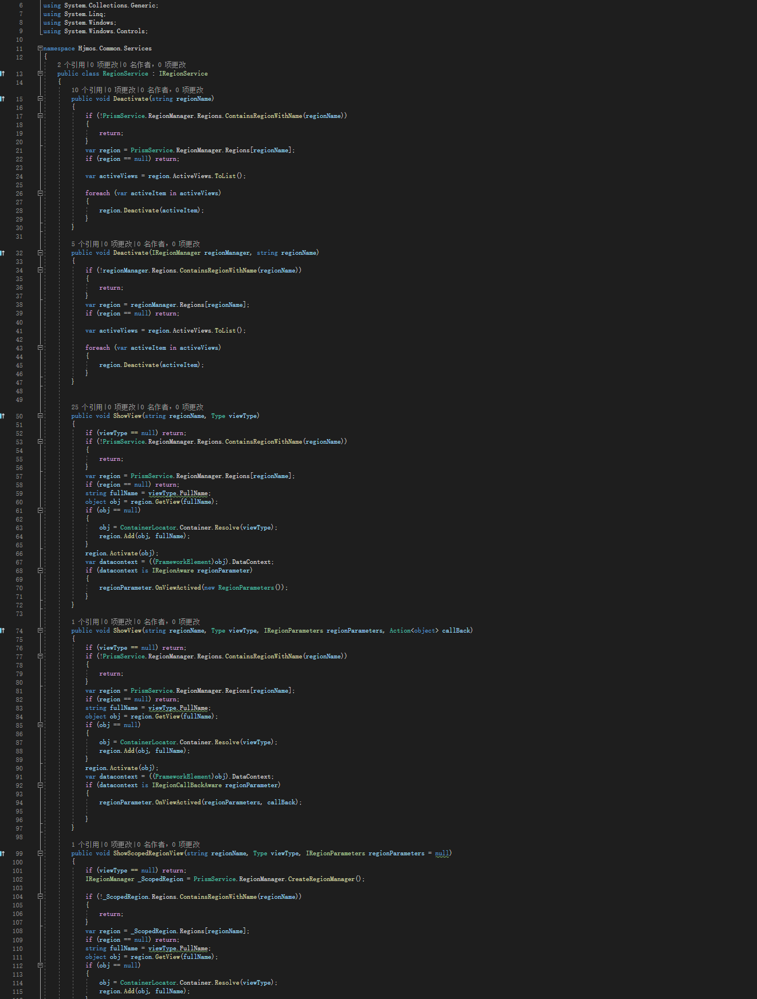 6 using System.Collections.Generic;
7 using System.Linq;
8 using System.Windows;
9 using System.Windows.Controls;
10
11 namespace Hjmos.Common.Services
12 {
2 个引用|0 项更改|0 名作者，0 项更改
13 public class RegionService : IRegionService
14 {
10 个引用|0 项更改|0 名作者，0 项更改
15 public void Deactivate(string regionName)
16 {
17 if (!PrismService.RegionManager.Regions.ContainsRegionWithName(regionName))
18 {
19 return;
20 }
21 var region = PrismService.RegionManager.Regions[regionName];
22 if (region == null) return;
23
24 var activeViews = region.ActiveViews.ToList();
25
26 foreach (var activeItem in activeViews)
27 {
28 region.Deactivate(activeItem);
29 }
30 }
31
5 个引用|0 项更改|0 名作者，0 项更改
32 public void Deactivate(IRegionManager regionManager, string regionName)
33 {
34 if (!regionManager.Regions.ContainsRegionWithName(regionName))
35 {
36 return;
37 }
38 var region = regionManager.Regions[regionName];
39 if (region == null) return;
40
41 var activeViews = region.ActiveViews.ToList();
42
43 foreach (var activeItem in activeViews)
44 {
45 region.Deactivate(activeItem);
46 }
47 }
48
49
25 个引用|0 项更改|0 名作者，0 项更改
50 public void ShowView(string regionName, Type viewType)
51 {
52 if (viewType == null) return;
53 if (!PrismService.RegionManager.Regions.ContainsRegionWithName(regionName))
54 {
55 return;
56 }
57 var region = PrismService.RegionManager.Regions[regionName];
58 if (region == null) return;
59 string fullName = viewType.FullName;
60 object obj = region.GetView(fullName);
61 if (obj == null)
62 {
63 obj = ContainerLocator.Container.Resolve(viewType);
64 region.Add(obj, fullName);
65 }
66 region.Activate(obj);
67 var datacontext = ((FrameworkElement)obj).DataContext;
68 if (datacontext is IRegionAware regionParameter)
69 {
70 regionParameter.OnViewActived(new RegionParameters());
71 }
72 }
73
1 个引用|0 项更改|0 名作者，0 项更改
74 public void ShowView(string regionName, Type viewType, IRegionParameters regionParameters, Action<object> callBack)
75 {
76 if (viewType == null) return;
77 if (!PrismService.RegionManager.Regions.ContainsRegionWithName(regionName))
78 {
79 return;
80 }
81 var region = PrismService.RegionManager.Regions[regionName];
82 if (region == null) return;
83 string fullName = viewType.FullName;
84 object obj = region.GetView(fullName);
85 if (obj == null)
86 {
87 obj = ContainerLocator.Container.Resolve(viewType);
88 region.Add(obj, fullName);
89 }
90 region.Activate(obj);
91 var datacontext = ((FrameworkElement)obj).DataContext;
92 if (datacontext is IRegionCallBackAware regionParameter)
93 {
94 regionParameter.OnViewActived(regionParameters, callBack);
95
96 }
97 }
98
1 个引用|0 项更改|0 名作者，0 项更改
99 public void ShowScopedRegionView(string regionName, Type viewType, IRegionParameters regionParameters = null)
100 {
101 if (viewType == null) return;
102 IRegionManager _ScopedRegion = PrismService.RegionManager.CreateRegionManager();
103
104 if (!_ScopedRegion.Regions.ContainsRegionWithName(regionName))
105 {
106 return;
107 }
108 var region = _ScopedRegion.Regions[regionName];
109 if (region == null) return;
110 string fullName = viewType.FullName;
111 object obj = region.GetView(fullName);
112 if (obj == null)
113 {
114 obj = ContainerLocator.Container.Resolve(viewType);
115 region.Add(obj, fullName);